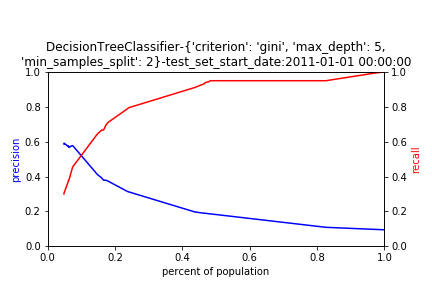 DecisionTreeClassifier-{'criterion': 'gini', 'max_depth': 5,
'min_samples_split': 2}-test_set_start_date:2011-01-01 00:00:00
1.0
0.8
0.6
0.4
0.2
0.0
precision
1.0
0.8
0.6
0.4
0.2
0.0
recall
0.0 0.2 0.4 0.6 0.8 1.0
percent of population